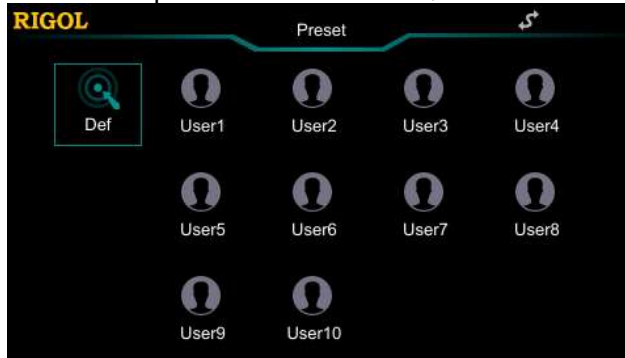 RIGOL
Preset
Def
User1
User2
User3
User4
User5
User6
User7
User8
User9
User10